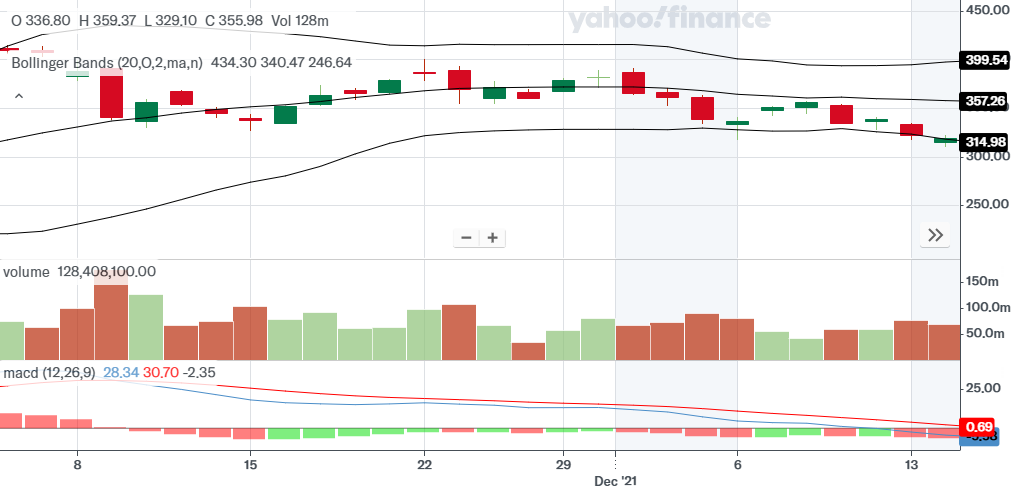 O 336.80 H 359.37 L 329.10 C 355.98 Vol 128m
yahoo!finance
450.00
Bollinger Bands (20,O,2,ma,n) 434.30 340.47 246.64
399.54
357.26
314.98
300.00
250.00
volume 128,408,100.00
150m
100.0m
50.0m
macd (12,26,9) 28.34 30.70 -2.35
25.00
0.69
8 15 22 29 6 13
Dec '21